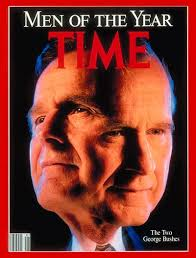 MEN OF THE YEAR
TIME
The Two
George Bushes